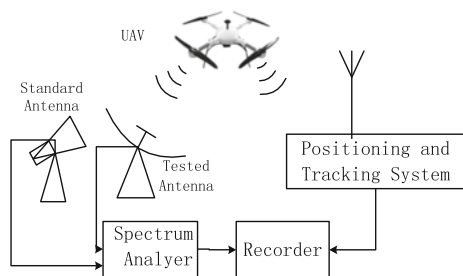 UAV
Standard
Antenna
Tested
Antenna
Positioning and
Tracking System
Spectrum
Analyer
Recorder